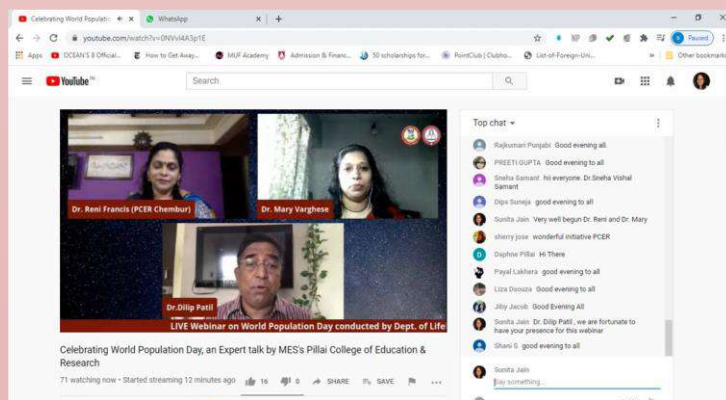 Celebrating World Populatio
WhatsApp
youtube.com/watch?v=0NVvl4A3p1E
Paused
Apps
OCEAN'S 8 Official...
How to Get Away...
MUF Academy
Admission & Financ...
50 scholarships for...
PointClub | Clubho...
List-of-Foreign-Uni...
Other bookmarks
YouTube
Search
Dr. Reni Francis (PCER Chembur)
Dr. Mary Varghese
Dr.Dilip Patil
LIVE Webinar on World Population Day conducted by Dept. of Life
Celebrating World Population Day, an Expert talk by MES's Pillai College of Education &
Research
71 watching now • Started streaming 12 minutes ago
16
0
SHARE
SAVE
Top chat
Rajkumari Punjabi Good evening all
PREETI GUPTA Good evening to all
Sneha Samant hii everyone. Dr.Sneha Vishal
Samant
Dips Suneja good evening to all
Sunita Jain Very well begun Dr. Reni and Dr. Mary
sherry jose wonderful initiative PCER
Daphne Pillai Hi There
Payal Lakhera good evening to all
Liza Dsouza Good evening to all
Jiby Jacob Good Evening All
Sunita Jain Dr. Dilip Patil , we are fortunate to
have your presence for this webinar
Shani S good evening to all
Sunita Jain
Say something...